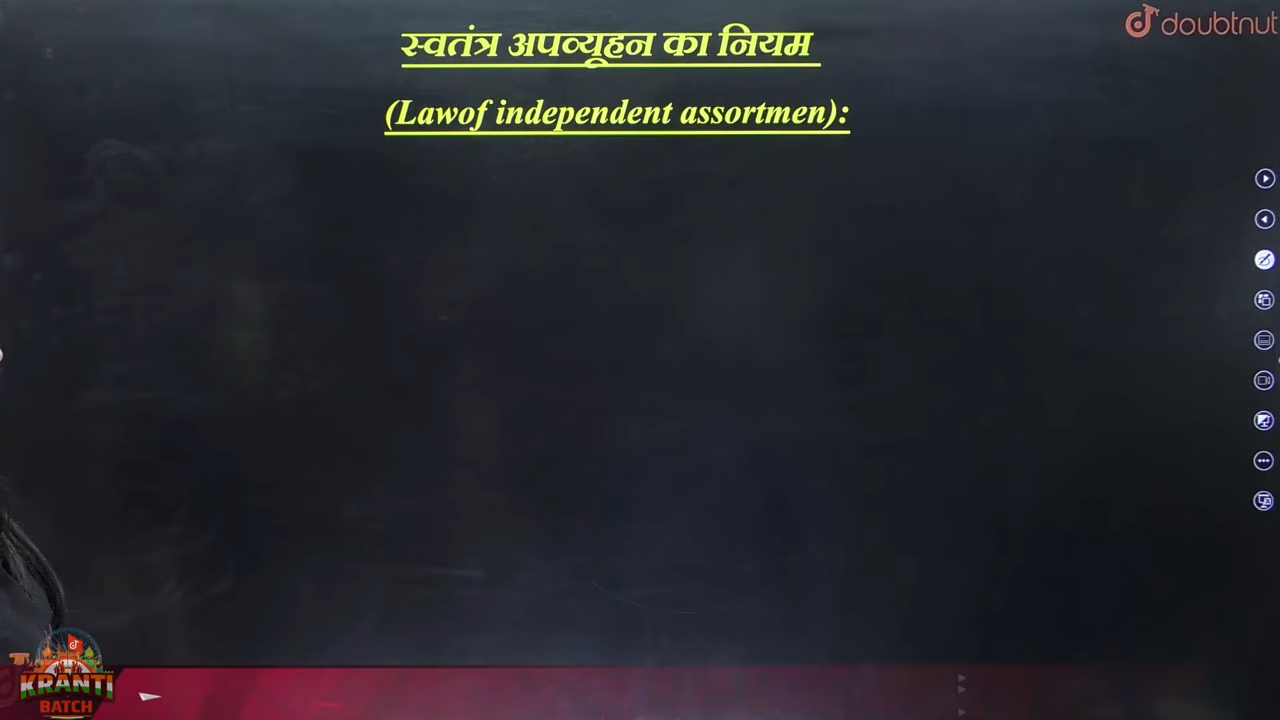 doubtnut
स्वतंत्र अपव्यूहन का नियम
(Lawof independent assortmen):
KRANTI
BATCH